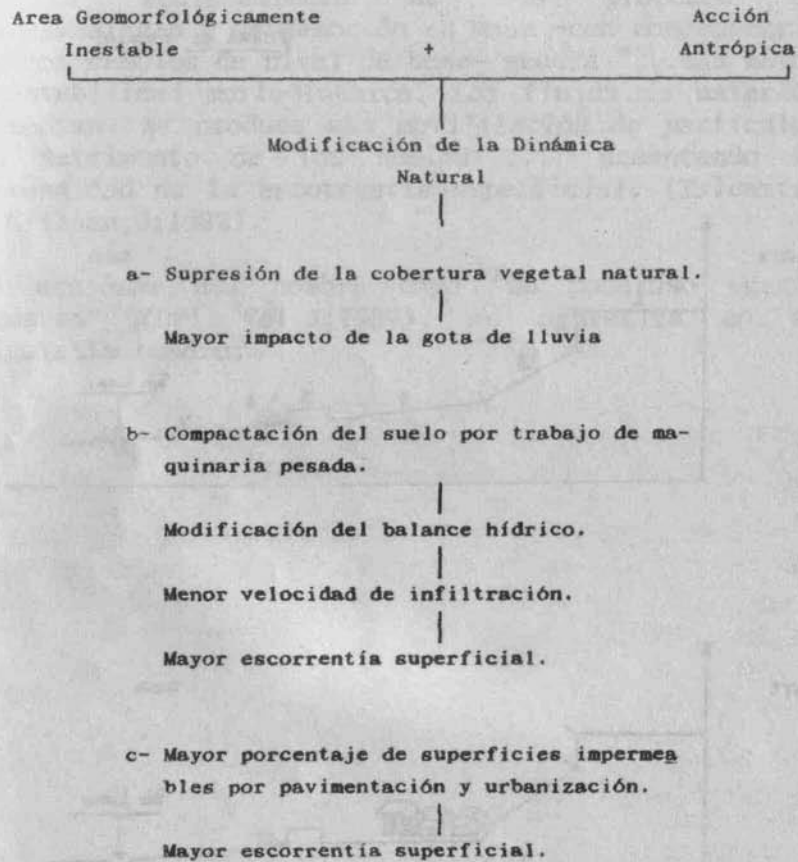 Area Geomorfológicamente Acción
Inestable + Antrópica
Modificación de la Dinámica
Natural
a- Supresión de la cobertura vegetal natural.
Mayor impacto de la gota de lluvia
b- Compactación del suelo por trabajo de ma-
quinaria pesada.
Modificación del balance hídrico.
Menor velocidad de infiltración.
Mayor escorrentía superficial.
c- Mayor porcentaje de superficies impermea
bles por pavimentación y urbanización.
Mayor escorrentía superficial.